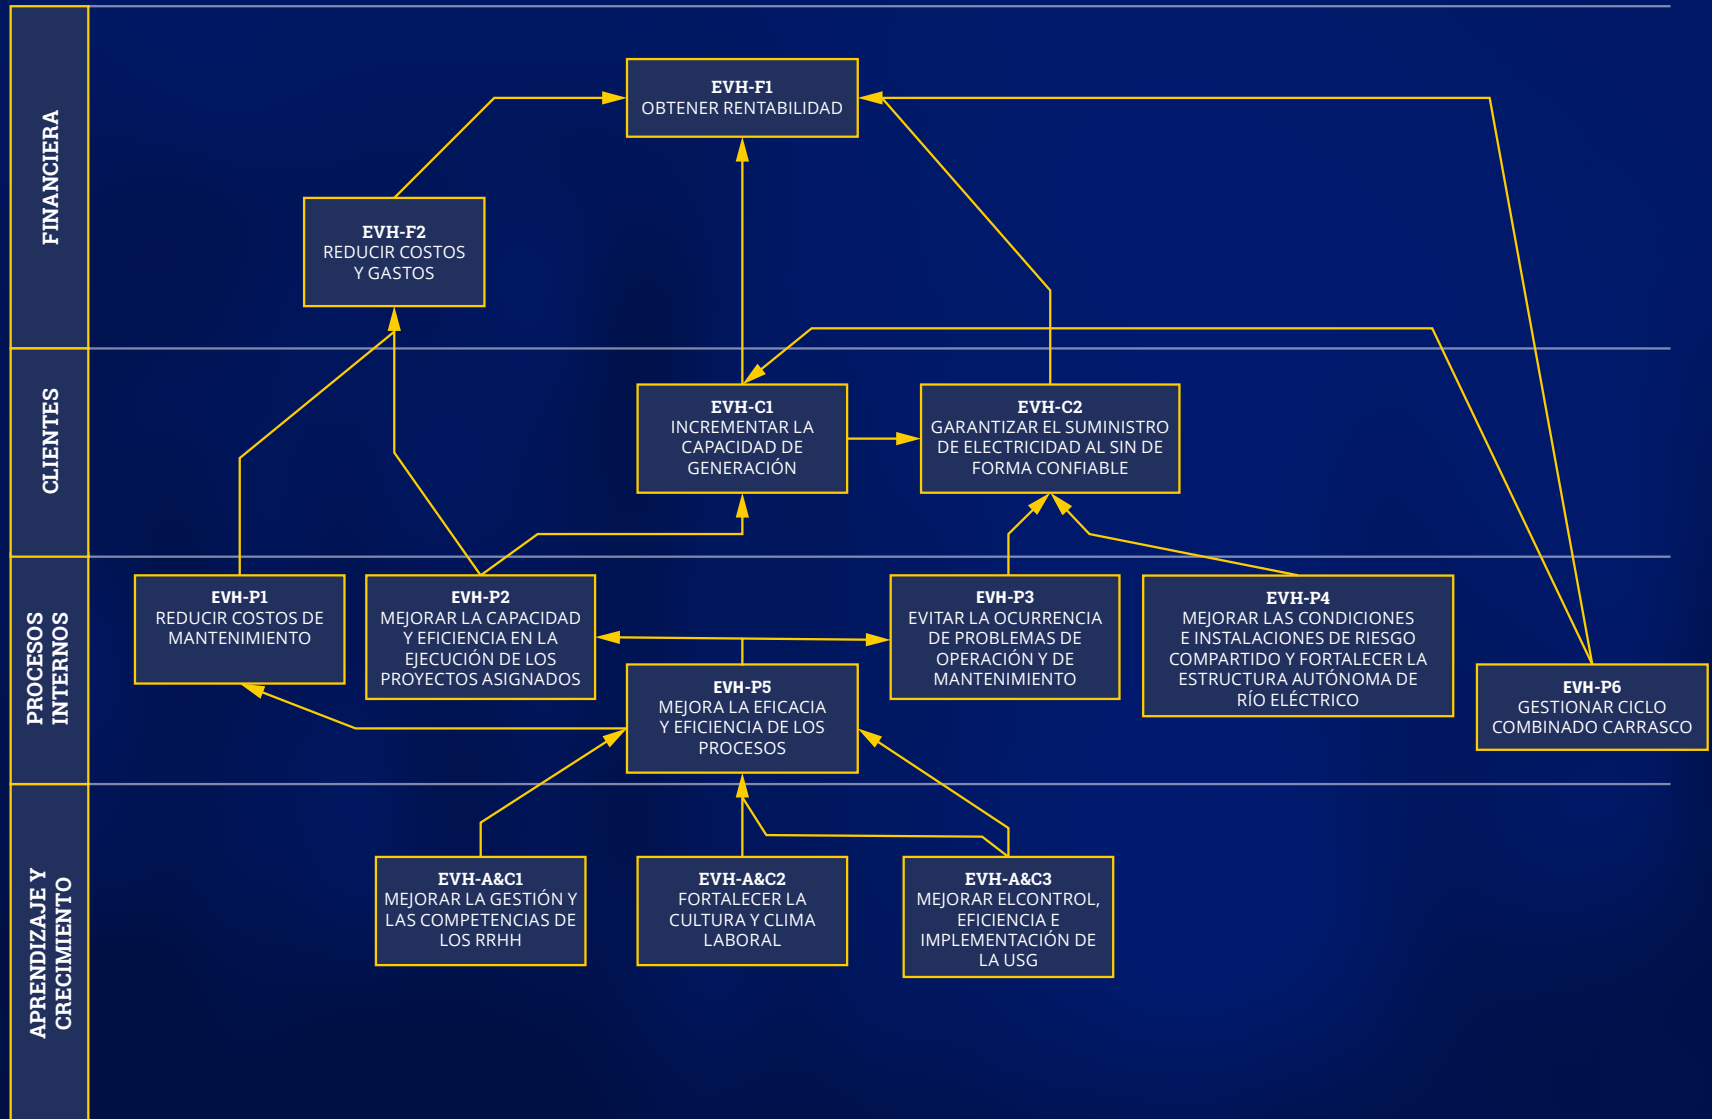 FINANCIERA
EVH-F1
OBTENER RENTABILIDAD
EVH-F2
REDUCIR COSTOS
Y GASTOS
CLIENTES
EVH-C1
INCREMENTAR LA
CAPACIDAD DE
GENERACIÓN
EVH-C2
GARANTIZAR EL SUMINISTRO
DE ELECTRICIDAD AL SIN DE
FORMA CONFIABLE
PROCESOS
INTERNOS
EVH-P1
REDUCIR COSTOS DE
MANTENIMIENTO
EVH-P2
MEJORAR LA CAPACIDAD
Y EFICIENCIA EN LA
EJECUCIÓN DE LOS
PROYECTOS ASIGNADOS
EVH-P3
EVITAR LA OCURRENCIA
DE PROBLEMAS DE
OPERACIÓN Y DE
MANTENIMIENTO
EVH-P4
MEJORAR LAS CONDICIONES
E INSTALACIONES DE RIESGO
COMPARTIDO Y FORTALECER LA
ESTRUCTURA AUTÓNOMA DE
RÍO ELÉCTRICO
EVH-P5
MEJORA LA EFICACIA
Y EFICIENCIA DE LOS
PROCESOS
EVH-P6
GESTIONAR CICLO
COMBINADO CARRASCO
APRENDIZAJE Y
CRECIMIENTO
EVH-A&C1
MEJORAR LA GESTIÓN Y
LAS COMPETENCIAS DE
LOS RRHH
EVH-A&C2
FORTALECER LA
CULTURA Y CLIMA
LABORAL
EVH-A&C3
MEJORAR ELCONTROL,
EFICIENCIA E
IMPLEMENTACIÓN DE
LA USG